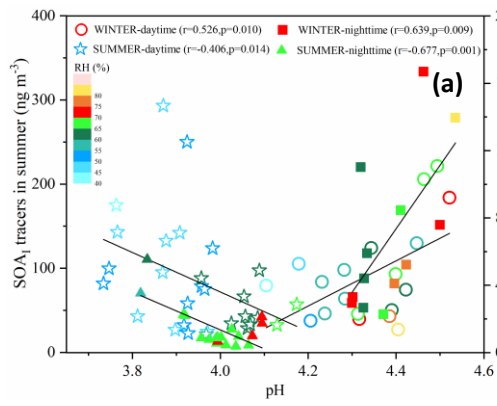 WINTER-daytime (r=0.526,p=0.010)
WINTER-nighttime (r=0.639,p=0.009)
SUMMER-daytime (r=-0.406,p=0.014)
SUMMER-nighttime (r=-0.677,p=0.001)
RH (%)
80
75
70
65
60
55
50
45
40
(a)
SOA₁ tracers in summer (ng m⁻³)
400
300
200
100
0
3.8
4.0
4.2
4.4
4.6
pH